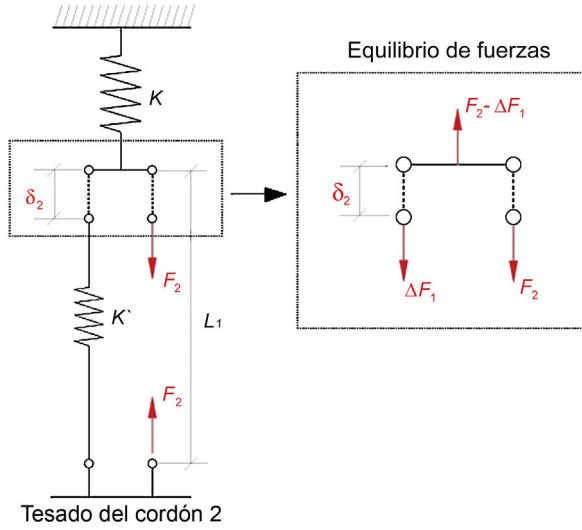 K
Equilibrio de fuerzas
F₂- ΔF₁
δ₂
δ₂
F₂
ΔF₁
F₂
K`
L₁
F₂
Tesado del cordón 2